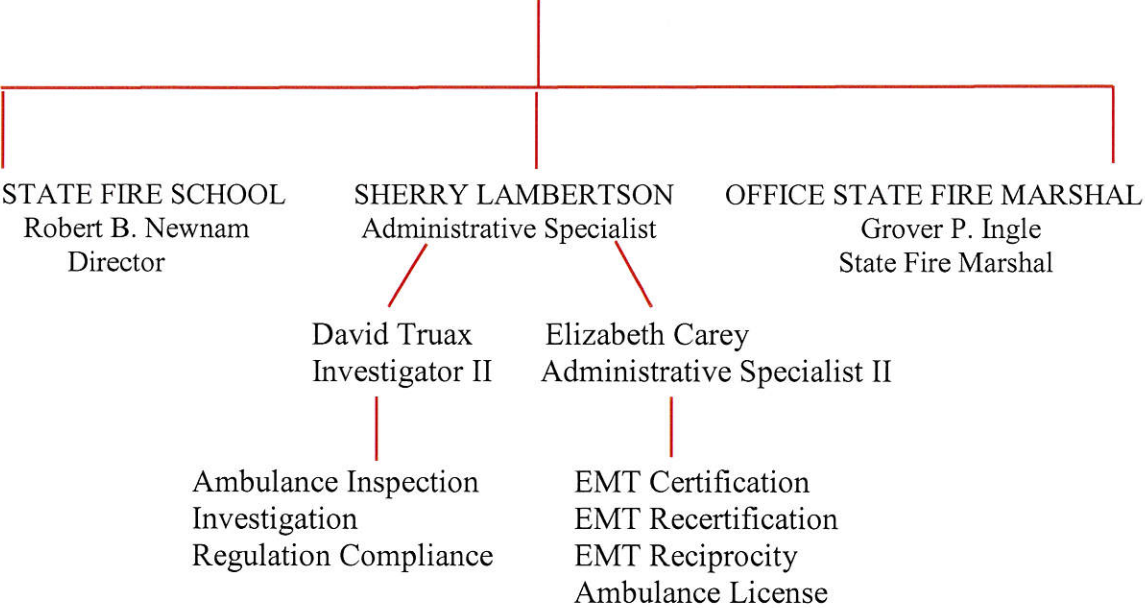 STATE FIRE SCHOOL
Robert B. Newnam
Director
SHERRY LAMBERTSON
Administrative Specialist
OFFICE STATE FIRE MARSHAL
Grover P. Ingle
State Fire Marshal
David Truax
Investigator II
Elizabeth Carey
Administrative Specialist II
Ambulance Inspection
Investigation
Regulation Compliance
EMT Certification
EMT Recertification
EMT Reciprocity
Ambulance License